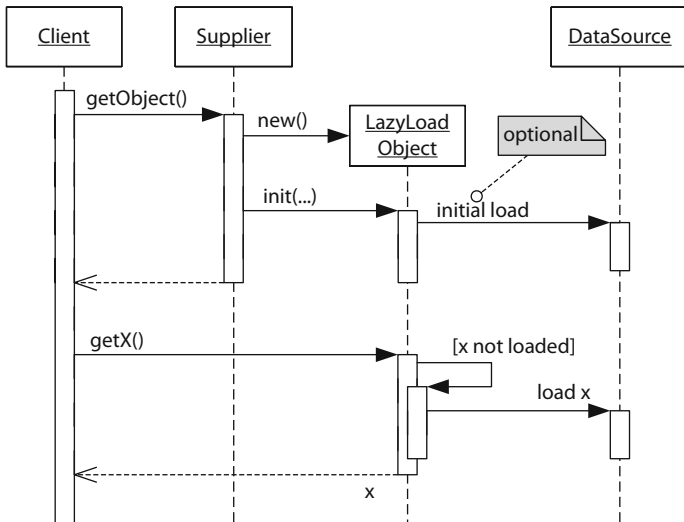 Client
Supplier
DataSource
getObject()
new()
LazyLoad
Object
optional
init(...)
initial load
getX()
[x not loaded]
load x
x